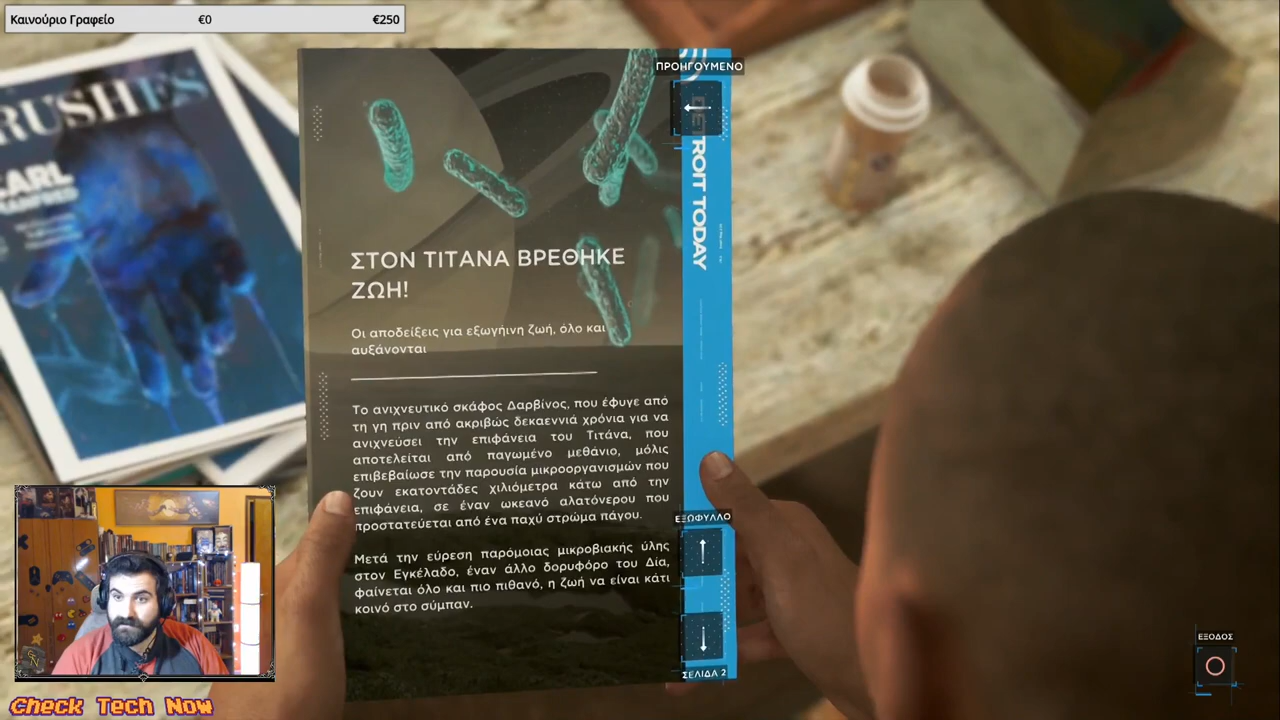 Καινούριο Γραφείο €0 €250
RUSHES
CARL
ΠΡΟΗΓΟΥΜΕΝΟ
DETROIT TODAY
ΣΤΟΝ ΤΙΤΑΝΑ ΒΡΕΘΗΚΕ
ΖΩΗ!
Οι αποδείξεις για εξωγήινη ζωή, όλο και
αυξάνονται
Το ανιχνευτικό σκάφος Δαρβίνος, που έφυγε από
τη γη πριν από ακριβώς δεκαεννιά χρόνια για να
ανιχνεύσει την επιφάνεια του Τιτάνα, που
αποτελείται από παγωμένο μεθάνιο, μόλις
επιβεβαίωσε την παρουσία μικροοργανισμών που
ζουν εκατοντάδες χιλιόμετρα κάτω από την
επιφάνεια, σε έναν ωκεανό αλατόνερου που
προστατεύεται από ένα παχύ στρώμα πάγου.
Μετά την εύρεση παρόμοιας μικροβιακής ύλης
στον Εγκέλαδο, έναν άλλο δορυφόρο του Δία,
φαίνεται όλο και πιο πιθανό, η ζωή να είναι κάτι
κοινό στο σύμπαν.
ΕΞΩΦΥΛΛΟ
ΣΕΛΙΔΑ 2
ΕΞΟΔΟΣ
Check Tech Now